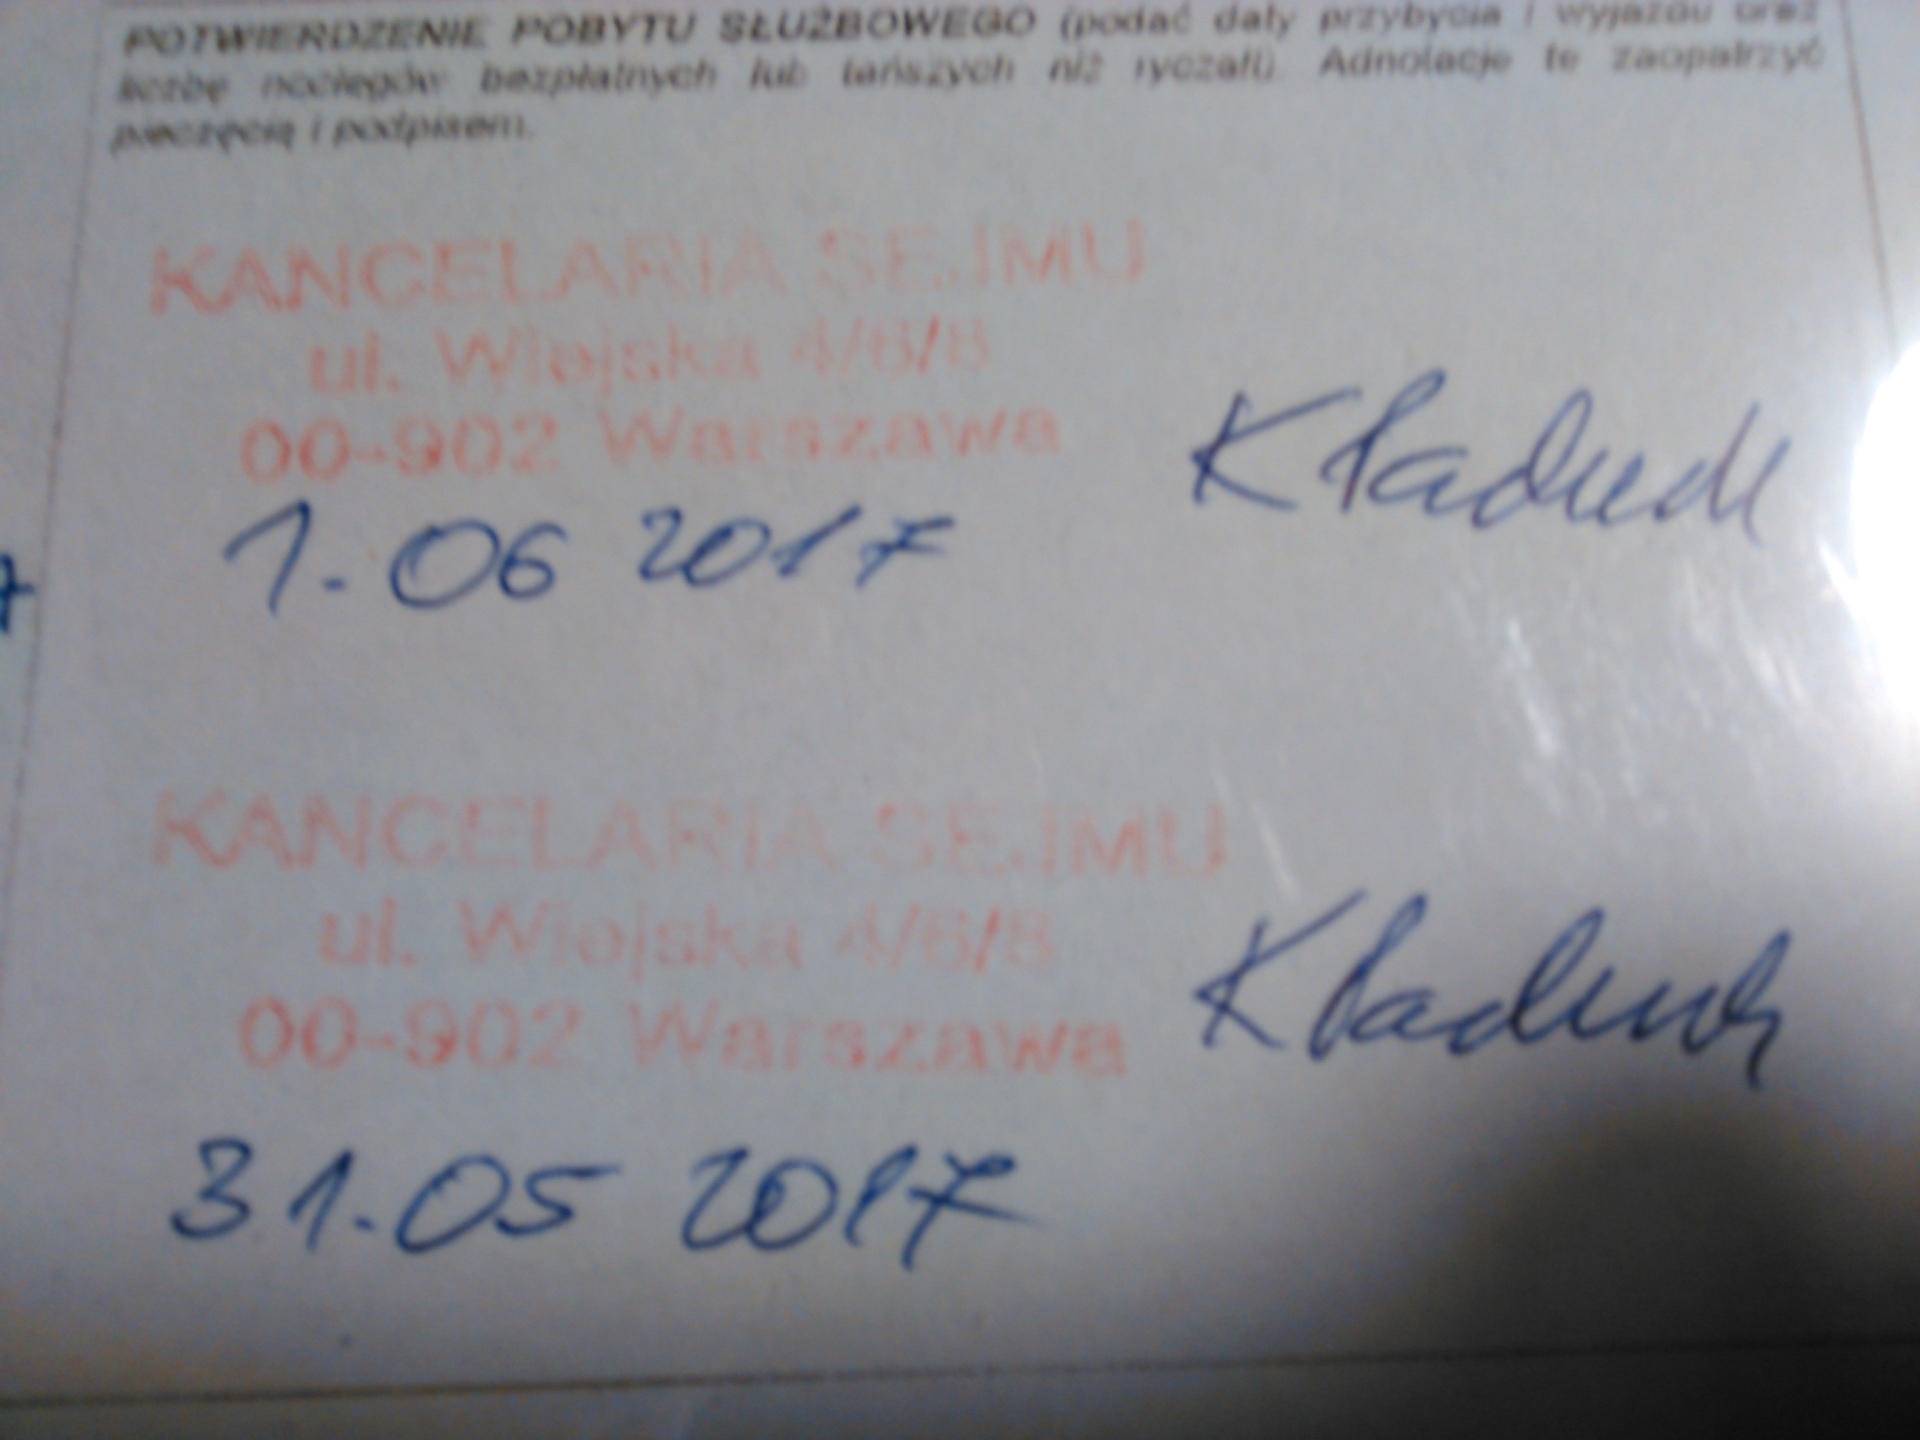 POTWIERDZENIE POBYTU SŁUŻBOWEGO (podać daty przybycia i wyjazdu oraz
liczbę noclegów bezpłatnych lub tańszych niż ryczałt). Adnotacje te zaopatrzyć
pieczęcią i podpisem.
KANCELARIA SEJMU
ul. Wiejska 4/6/8
00-902 Warszawa
1.06 2017
KANCELARIA SEJMU
ul. Wiejska 4/6/8
00-902 Warszawa
31.05 2017